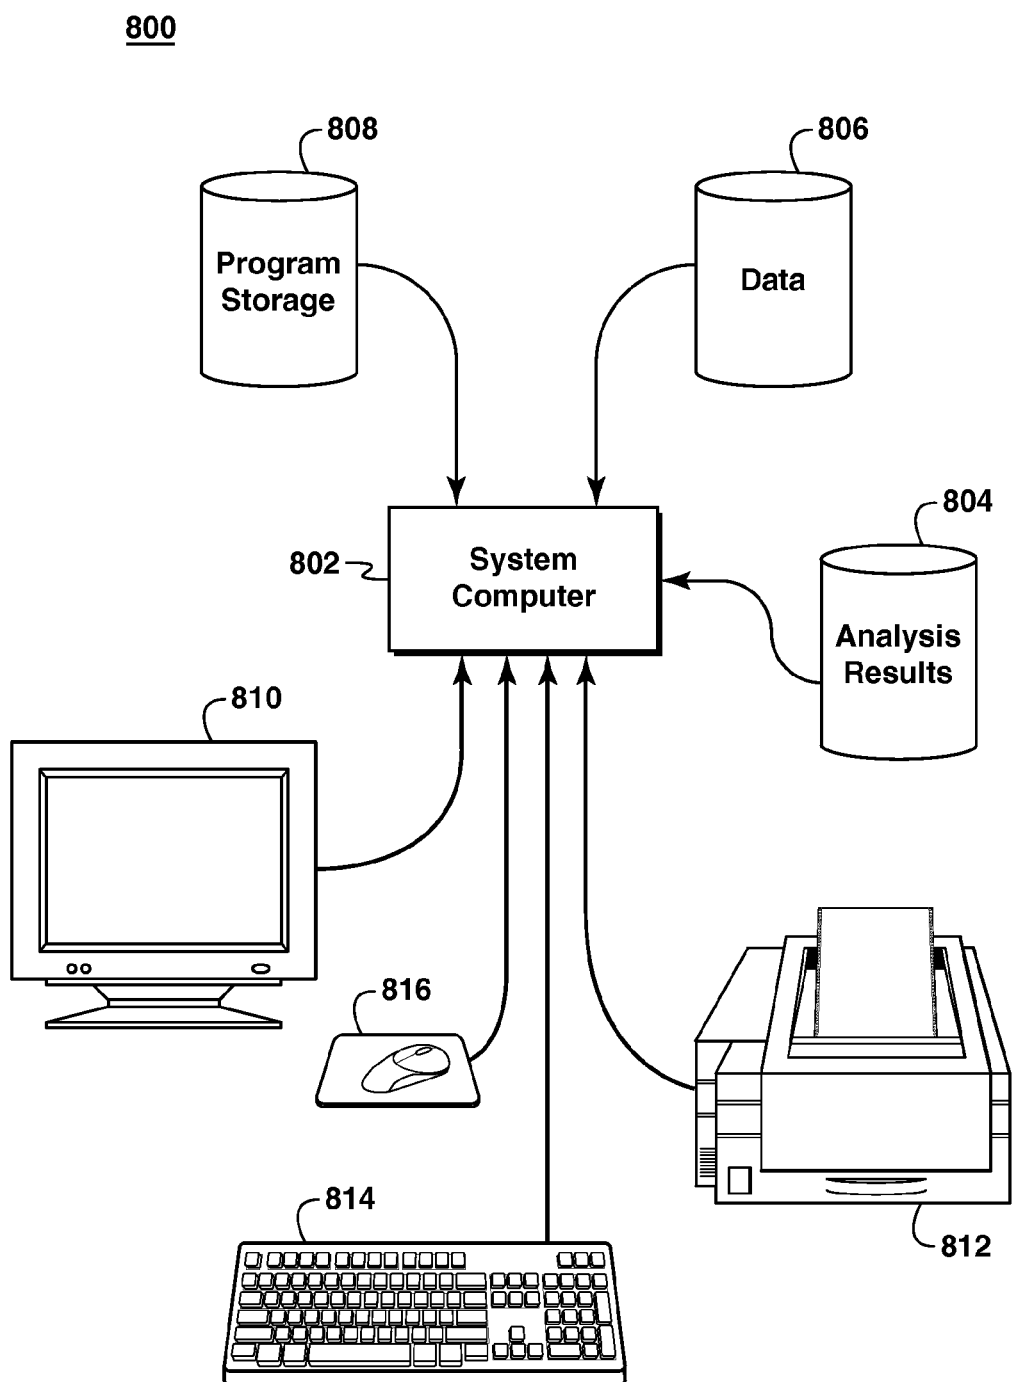 800
808
806
Program
Storage
Data
804
802
System
Computer
Analysis
Results
810
816
814
812